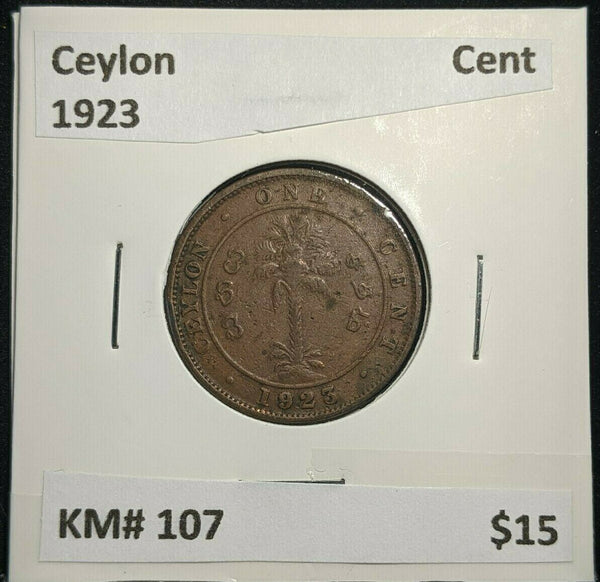 Ceylon Cent
1923
CEYLON · ONE · CENT
· 1923 ·
KM# 107 $15